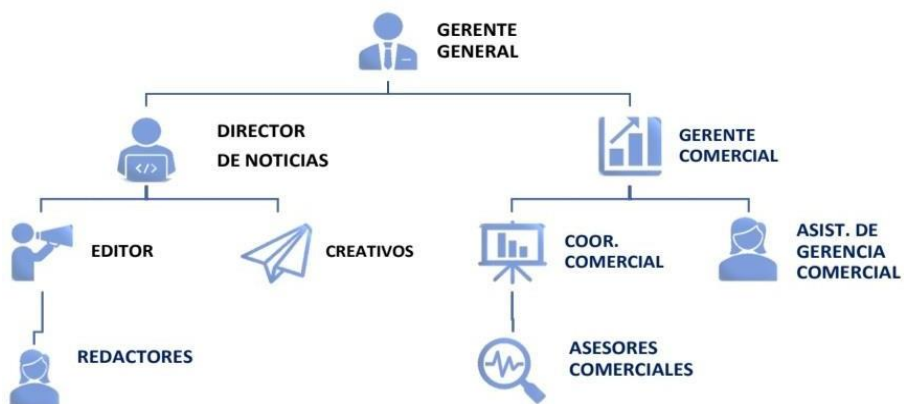 GERENTE
GENERAL
DIRECTOR
DE NOTICIAS
GERENTE
COMERCIAL
EDITOR
CREATIVOS
COOR.
COMERCIAL
ASIST. DE
GERENCIA
COMERCIAL
REDACTORES
ASESORES
COMERCIALES